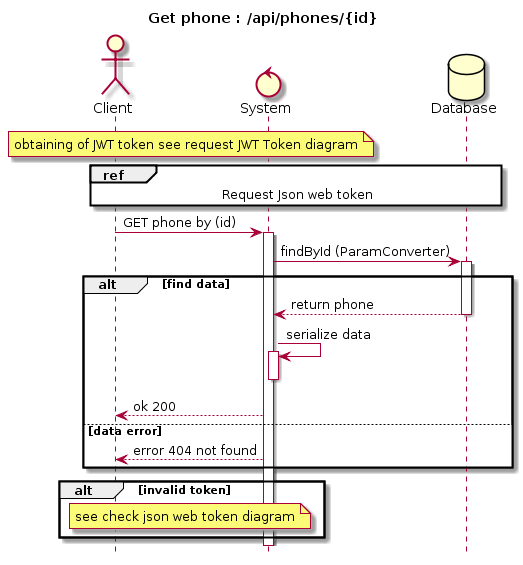 Get phone : /api/phones/{id}
Client
System
Database
obtaining of JWT token see request JWT Token diagram
ref
Request Json web token
GET phone by (id)
findById (ParamConverter)
alt [find data]
return phone
serialize data
ok 200
[data error]
error 404 not found
alt [invalid token]
see check json web token diagram